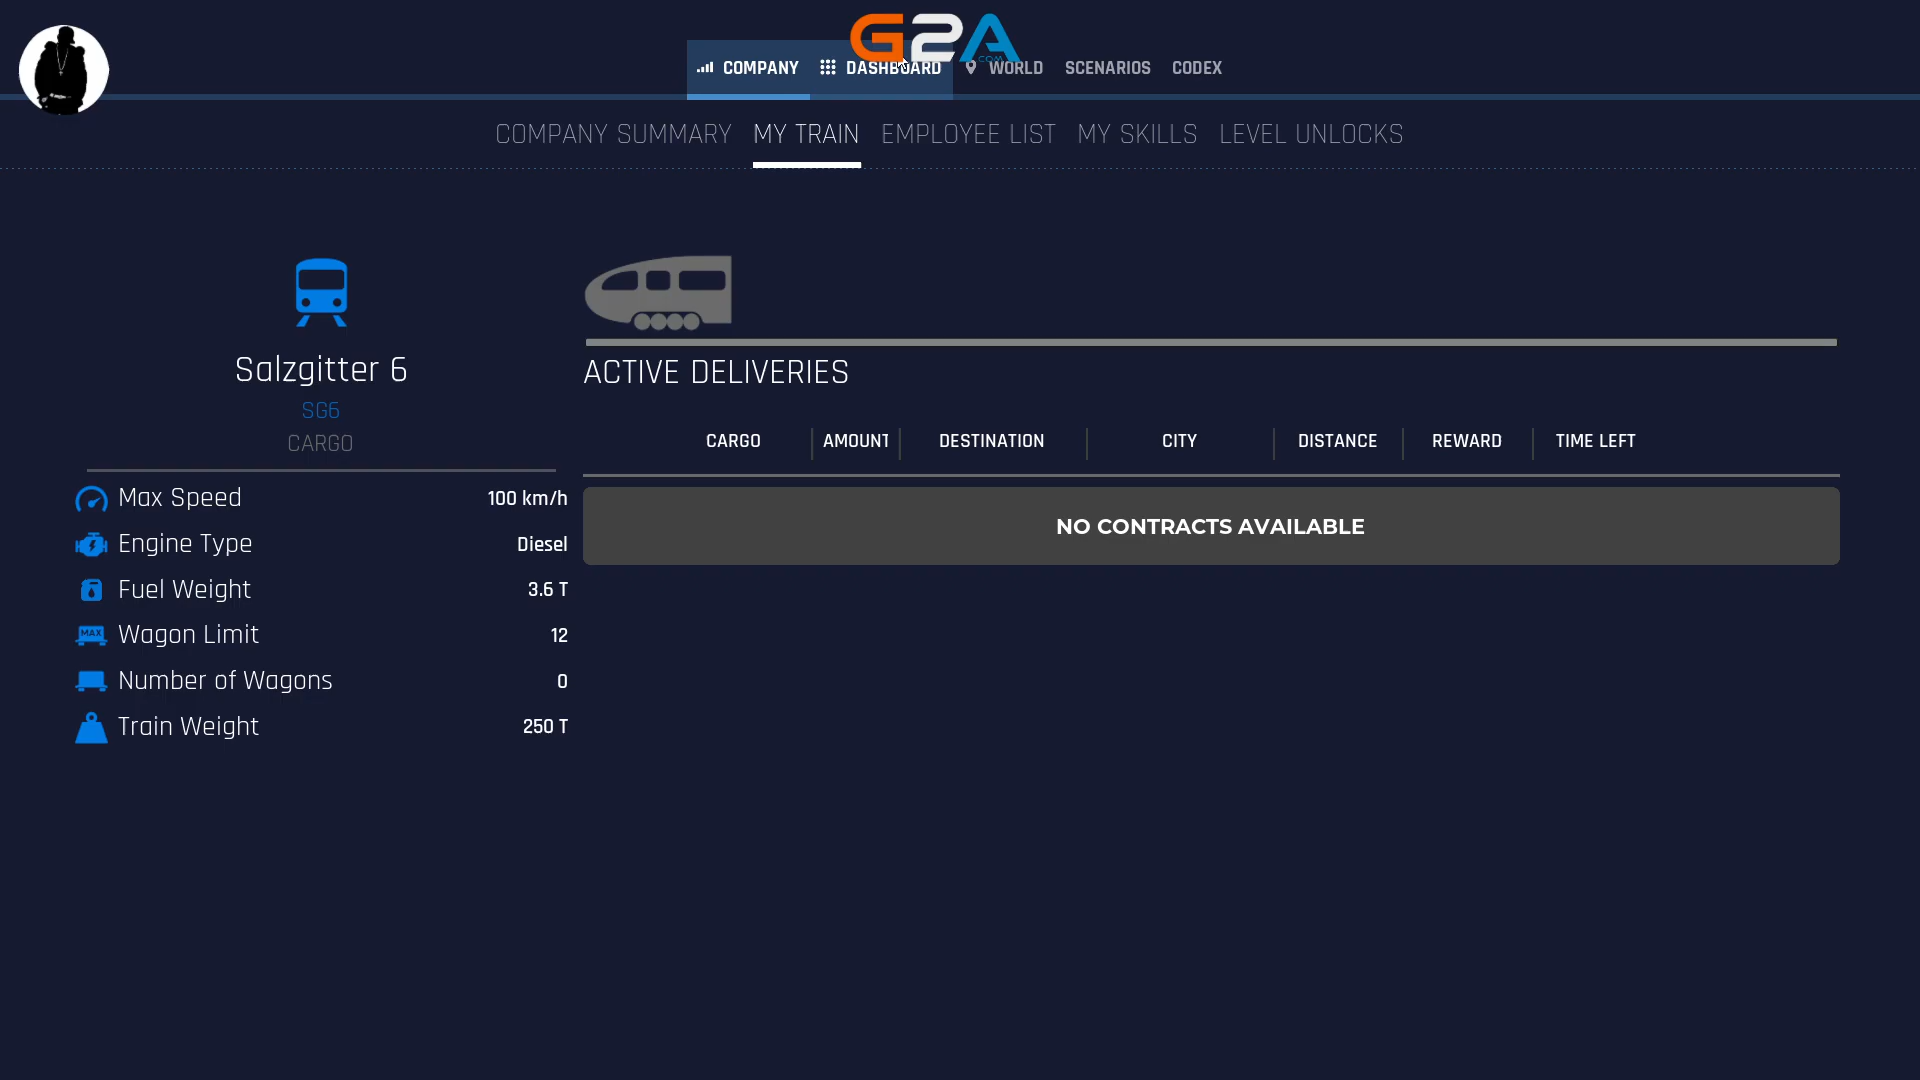 G2A
.COM
COMPANY DASHBOARD WORLD SCENARIOS CODEX
COMPANY SUMMARY MY TRAIN EMPLOYEE LIST MY SKILLS LEVEL UNLOCKS
Salzgitter 6
SG6
CARGO
Max Speed 100 km/h
Engine Type Diesel
Fuel Weight 3.6 T
MAX
Wagon Limit 12
Number of Wagons 0
Train Weight 250 T
ACTIVE DELIVERIES
CARGO AMOUNT DESTINATION CITY DISTANCE REWARD TIME LEFT
NO CONTRACTS AVAILABLE